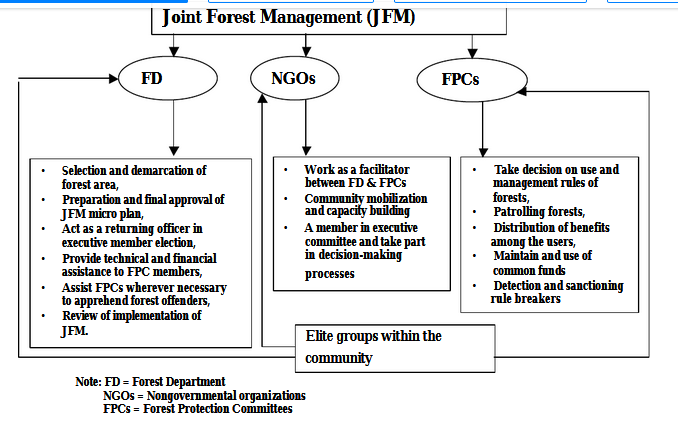 Joint Forest Management (JFM)
FD
NGOs
FPCs
• Selection and demarcation of
forest area,
• Preparation and final approval of
JFM micro plan,
• Act as a returning officer in
executive member election,
• Provide technical and financial
assistance to FPC members,
• Assist FPCs wherever necessary
to apprehend forest offenders,
• Review of implementation of
JFM.
• Work as a facilitator
between FD & FPCs
• Community mobilization
and capacity building
• A member in executive
committee and take part
in decision-making
processes
• Take decision on use and
management rules of
forests,
• Patrolling forests,
• Distribution of benefits
among the users,
• Maintain and use of
common funds
• Detection and sanctioning
rule breakers
Elite groups within the
community
Note: FD = Forest Department
NGOs = Nongovernmental organizations
FPCs = Forest Protection Committees